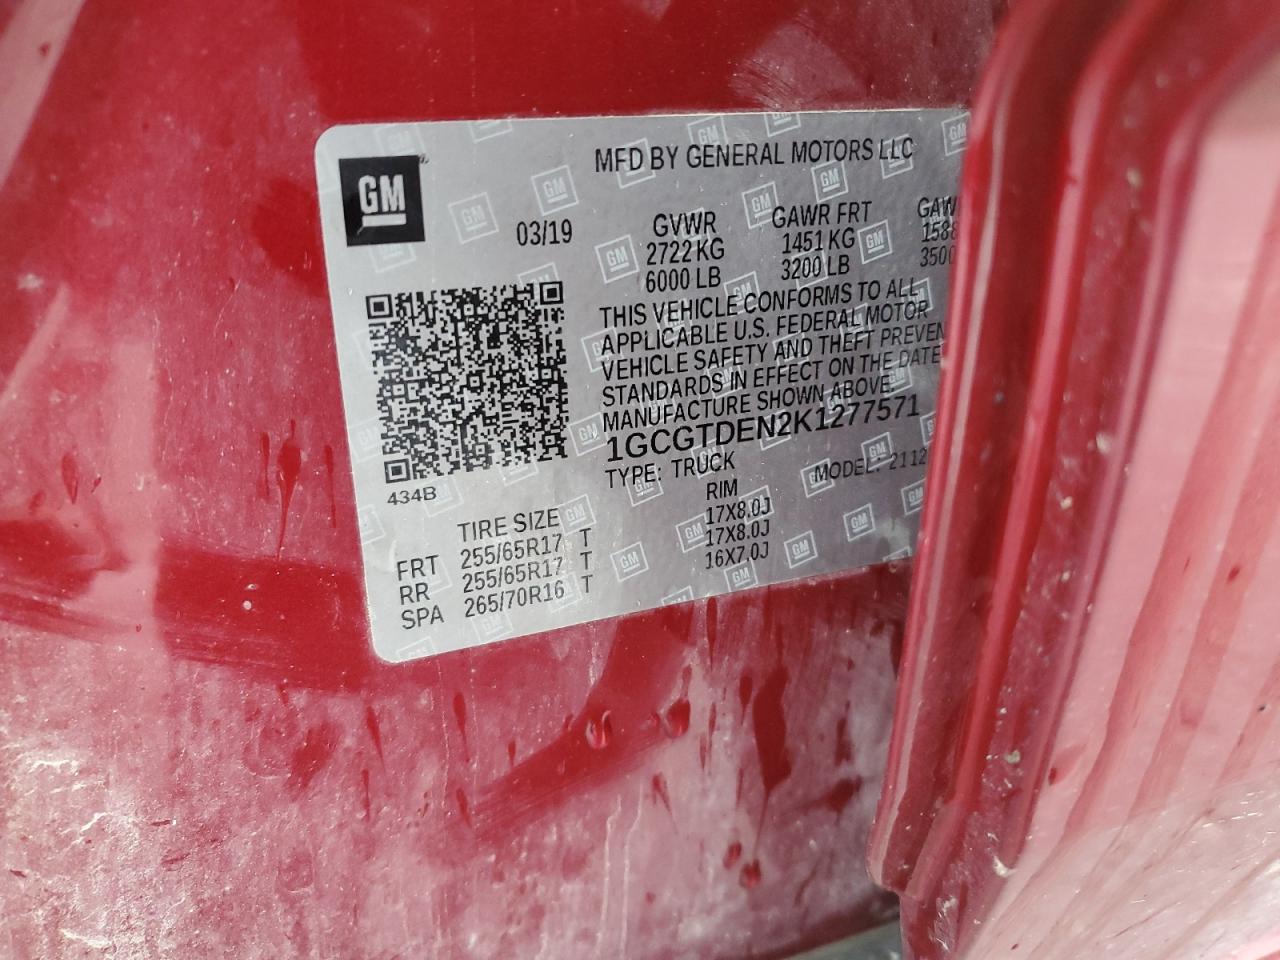 GM
MFD BY GENERAL MOTORS LLC
03/19
GVWR GAWR FRT
2722 KG 1451 KG
6000 LB 3200 LB 3500
THIS VEHICLE CONFORMS TO ALL
APPLICABLE U.S. FEDERAL MOTOR
VEHICLE SAFETY AND THEFT PREVEN
STANDARDS IN EFFECT ON THE DATE
MANUFACTURE SHOWN ABOVE.
1GCGTDEN2K1277571
TYPE: TRUCK MODEL: 2112
434B
TIRE SIZE RIM
FRT 255/65R17 T 17X8.0J
RR 255/65R17 T 17X8.0J
SPA 265/70R16 T 16X7.0J